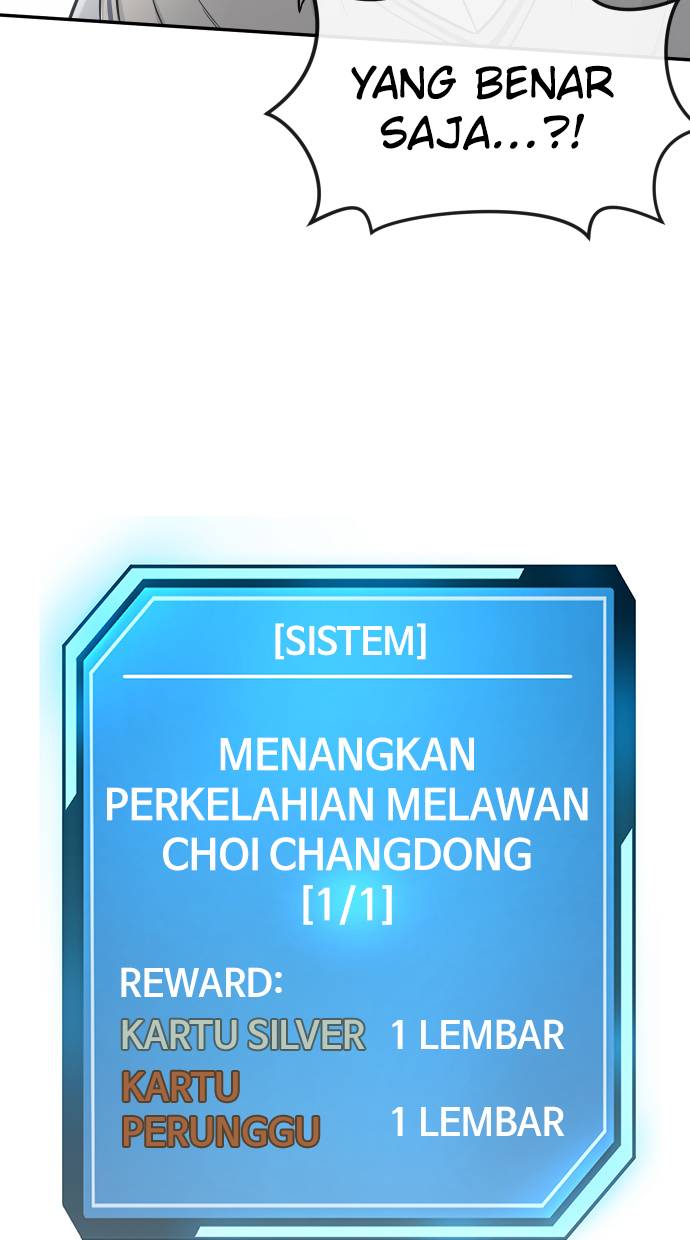 YANG BENAR
SAJA...?!
[SISTEM]
MENANGKAN
PERKELAHIAN MELAWAN
CHOI CHANGDONG
[1/1]
REWARD:
KARTU SILVER 1 LEMBAR
KARTU
PERUNGGU 1 LEMBAR